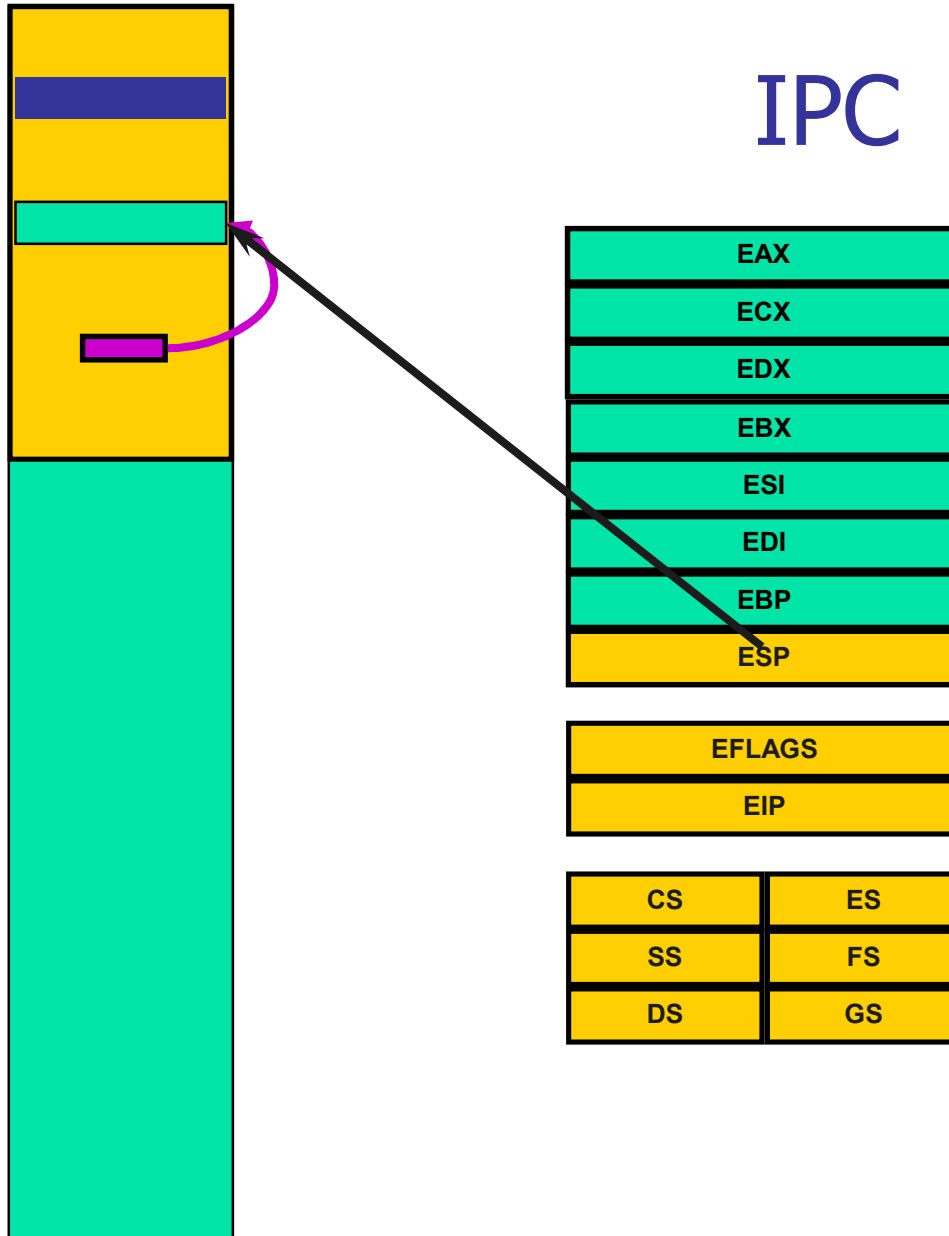 IPC
EAX
ECX
EDX
EBX
ESI
EDI
EBP
ESP
EFLAGS
EIP
CS ES
SS FS
DS GS